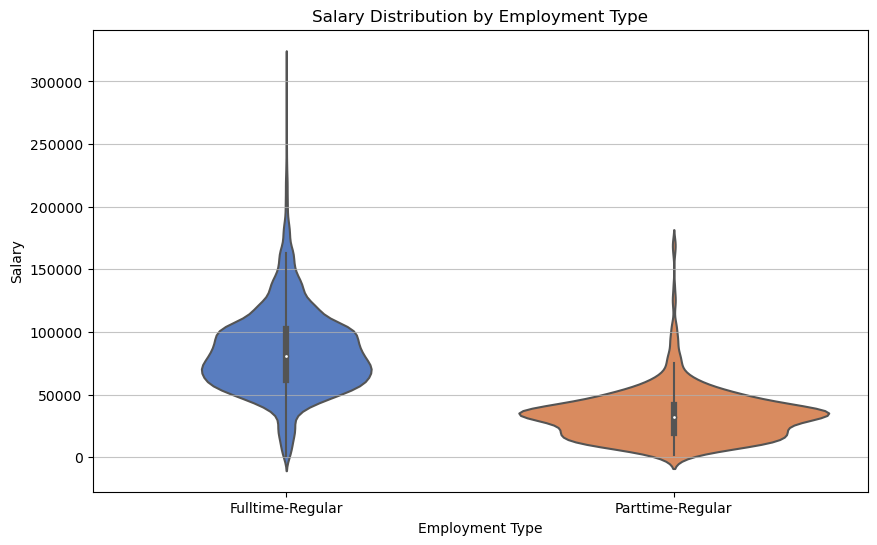 Salary Distribution by Employment Type
300000
250000
200000
150000
100000
50000
0
Salary
Fulltime-Regular
Parttime-Regular
Employment Type